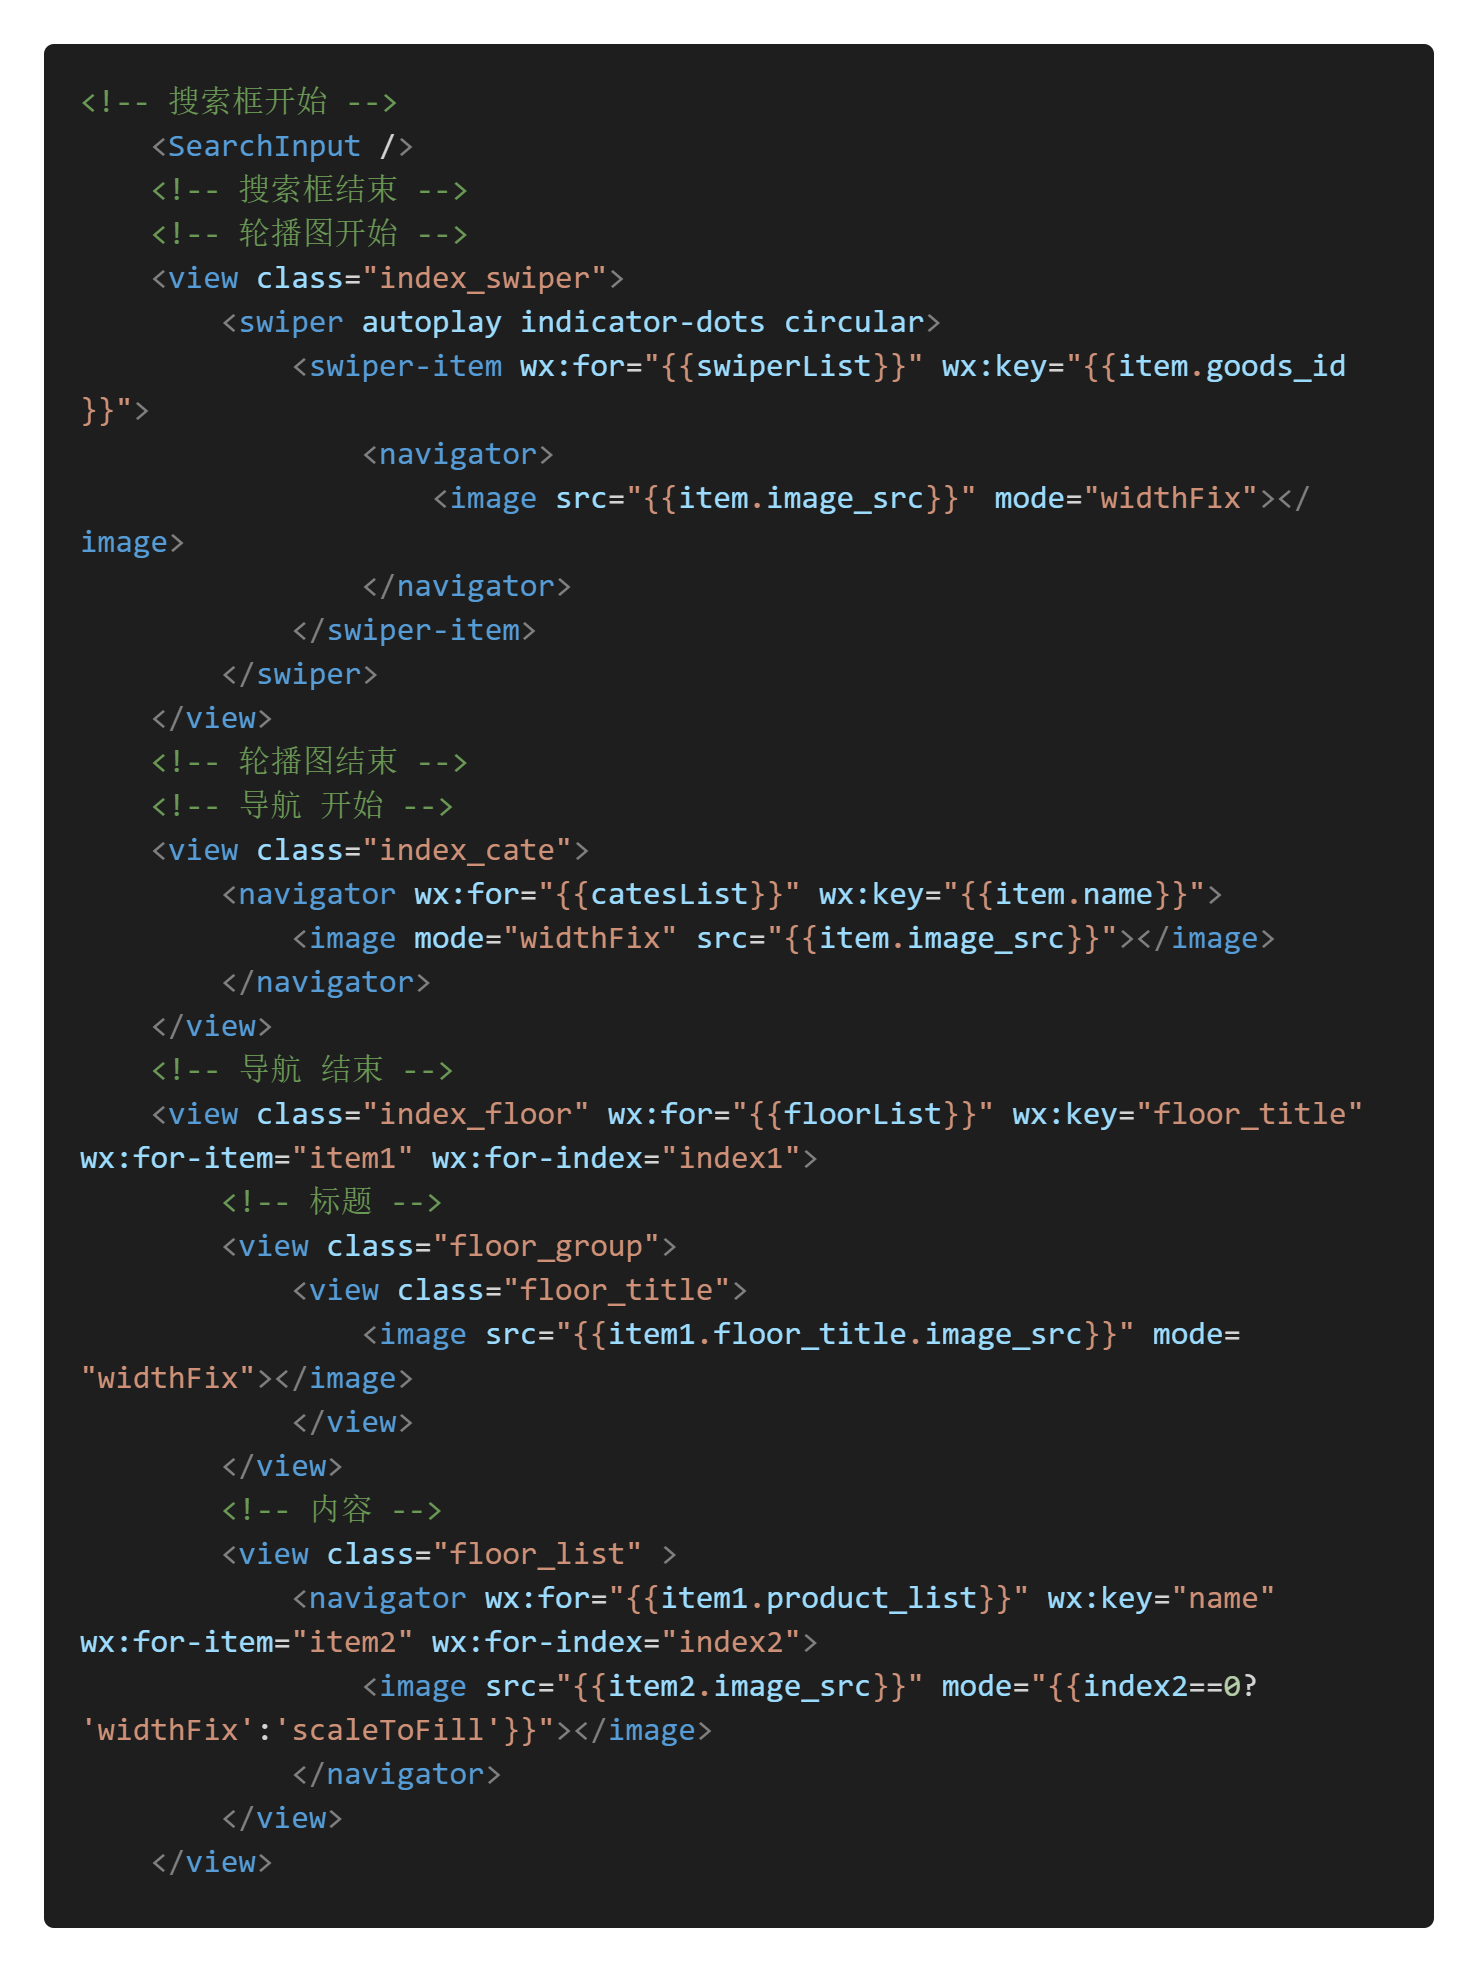 <!-- 搜索框开始 -->
    <SearchInput />
    <!-- 搜索框结束 -->
    <!-- 轮播图开始 -->
    <view class="index_swiper">
        <swiper autoplay indicator-dots circular>
            <swiper-item wx:for="{{swiperList}}" wx:key="{{item.goods_id
}}">
                <navigator>
                    <image src="{{item.image_src}}" mode="widthFix"></
image>
                </navigator>
            </swiper-item>
        </swiper>
    </view>
    <!-- 轮播图结束 -->
    <!-- 导航 开始 -->
    <view class="index_cate">
        <navigator wx:for="{{catesList}}" wx:key="{{item.name}}">
            <image mode="widthFix" src="{{item.image_src}}"></image>
        </navigator>
    </view>
    <!-- 导航 结束 -->
    <view class="index_floor" wx:for="{{floorList}}" wx:key="floor_title"
wx:for-item="item1" wx:for-index="index1">
        <!-- 标题 -->
        <view class="floor_group">
            <view class="floor_title">
                <image src="{{item1.floor_title.image_src}}" mode=
"widthFix"></image>
            </view>
        </view>
        <!-- 内容 -->
        <view class="floor_list" >
            <navigator wx:for="{{item1.product_list}}" wx:key="name"
wx:for-item="item2" wx:for-index="index2">
                <image src="{{item2.image_src}}" mode="{{index2==0?
'widthFix':'scaleToFill'}}"></image>
            </navigator>
        </view>
    </view>